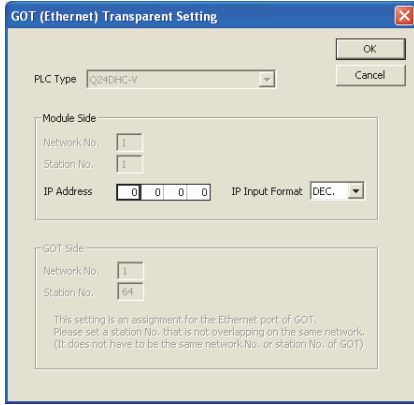 GOT (Ethernet) Transparent Setting
OK
Cancel
PLC Type Q24DHC-V
Module Side
Network No. 1
Station No. 1
IP Address 0 0 0 0 IP Input Format DEC.
GOT Side
Network No. 1
Station No. 64
This setting is an assignment for the Ethernet port of GOT.
Please set a station No. that is not overlapping on the same network.
(It does not have to be the same network No. or station No. of GOT)